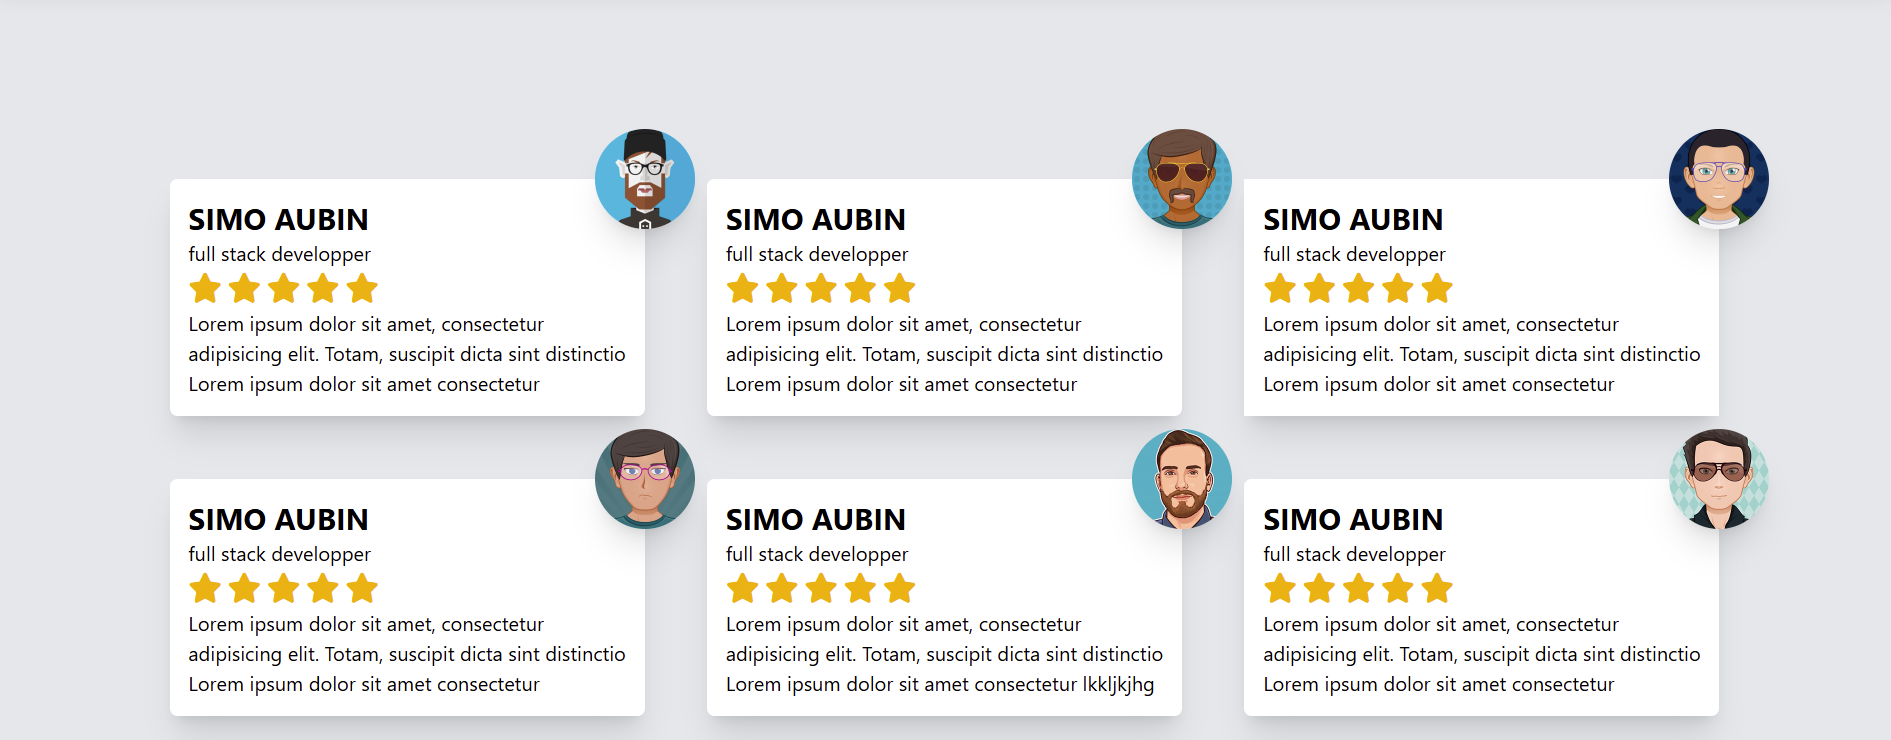 SIMO AUBIN
full stack developper
Lorem ipsum dolor sit amet, consectetur
adipisicing elit. Totam, suscipit dicta sint distinctio
Lorem ipsum dolor sit amet consectetur
SIMO AUBIN
full stack developper
Lorem ipsum dolor sit amet, consectetur
adipisicing elit. Totam, suscipit dicta sint distinctio
Lorem ipsum dolor sit amet consectetur
SIMO AUBIN
full stack developper
Lorem ipsum dolor sit amet, consectetur
adipisicing elit. Totam, suscipit dicta sint distinctio
Lorem ipsum dolor sit amet consectetur
SIMO AUBIN
full stack developper
Lorem ipsum dolor sit amet, consectetur
adipisicing elit. Totam, suscipit dicta sint distinctio
Lorem ipsum dolor sit amet consectetur
SIMO AUBIN
full stack developper
Lorem ipsum dolor sit amet, consectetur
adipisicing elit. Totam, suscipit dicta sint distinctio
Lorem ipsum dolor sit amet consectetur lkkljkjhg
SIMO AUBIN
full stack developper
Lorem ipsum dolor sit amet, consectetur
adipisicing elit. Totam, suscipit dicta sint distinctio
Lorem ipsum dolor sit amet consectetur